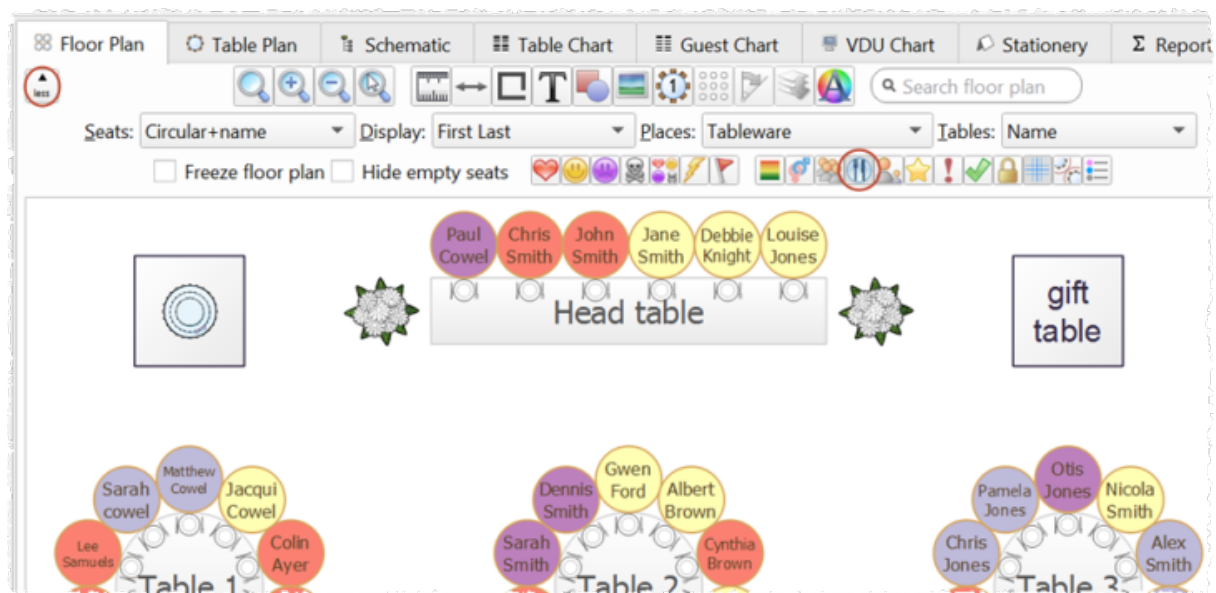 Floor Plan
Table Plan
Schematic
Table Chart
Guest Chart
VDU Chart
Stationery
Σ Report
less
T
1
A
Search floor plan
Seats: Circular+name
Display: First Last
Places: Tableware
Tables: Name
Freeze floor plan
Hide empty seats
Paul
Cowel
Chris
Smith
John
Smith
Jane
Smith
Debbie
Knight
Louise
Jones
Head table
gift
table
Matthew
Cowel
Sarah
cowel
Jacqui
Cowel
Lee
Samuels
Colin
Ayer
Table 1
Gwen
Ford
Dennis
Smith
Albert
Brown
Sarah
Smith
Cynthia
Brown
Table 2
Otis
Jones
Pamela
Jones
Nicola
Smith
Chris
Jones
Alex
Smith
Table 3